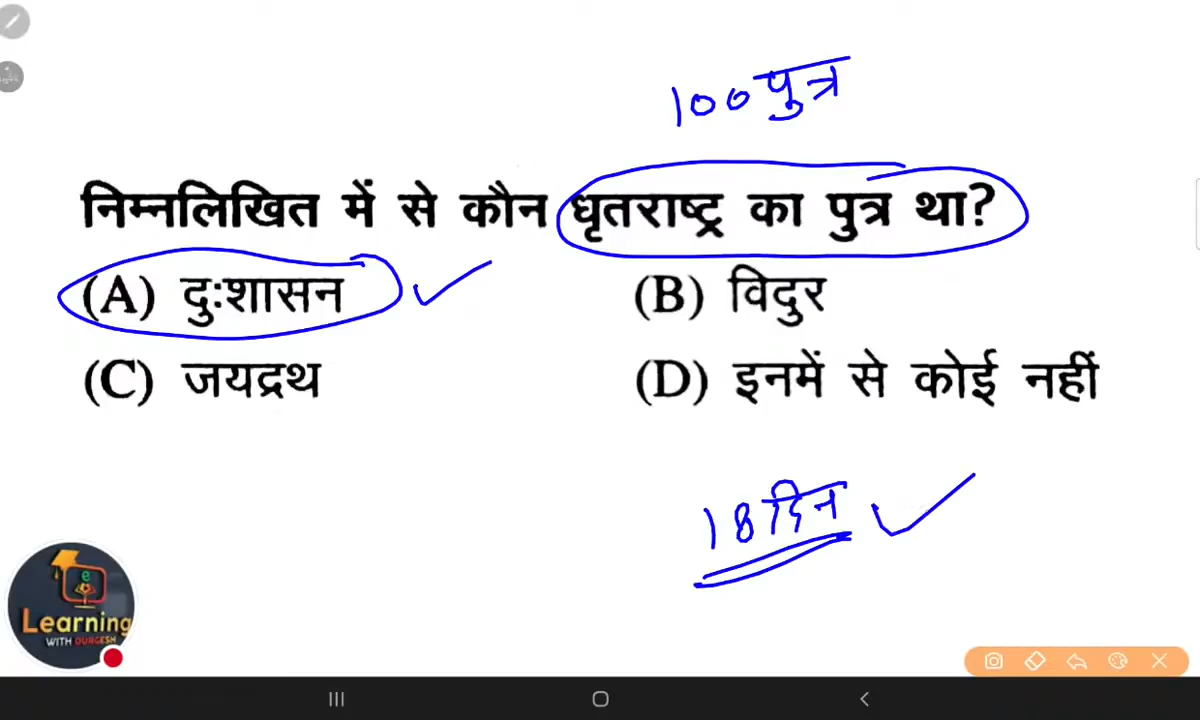 100 पुत्र
निम्नलिखित में से कौन धृतराष्ट्र का पुत्र था?
(A) दुःशासन
(B) विदुर
(C) जयद्रथ
(D) इनमें से कोई नहीं
18 दिन
e
Learning
WITH DURGESH